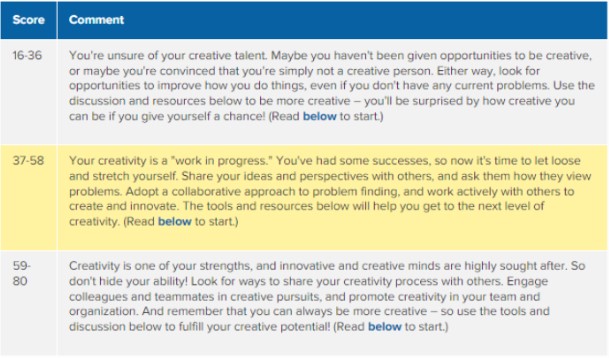 Score Comment
16-36 You're unsure of your creative talent. Maybe you haven't been given opportunities to be creative,
or maybe you're convinced that you're simply not a creative person. Either way, look for
opportunities to improve how you do things, even if you don't have any current problems. Use the
discussion and resources below to be more creative – you'll be surprised by how creative you
can be if you give yourself a chance! (Read below to start.)
37-58 Your creativity is a "work in progress." You've had some successes, so now it's time to let loose
and stretch yourself. Share your ideas and perspectives with others, and ask them how they view
problems. Adopt a collaborative approach to problem finding, and work actively with others to
create and innovate. The tools and resources below will help you get to the next level of
creativity. (Read below to start.)
59- Creativity is one of your strengths, and innovative and creative minds are highly sought after. So
80 don't hide your ability! Look for ways to share your creativity process with others. Engage
colleagues and teammates in creative pursuits, and promote creativity in your team and
organization. And remember that you can always be more creative – so use the tools and
discussion below to fulfill your creative potential! (Read below to start.)